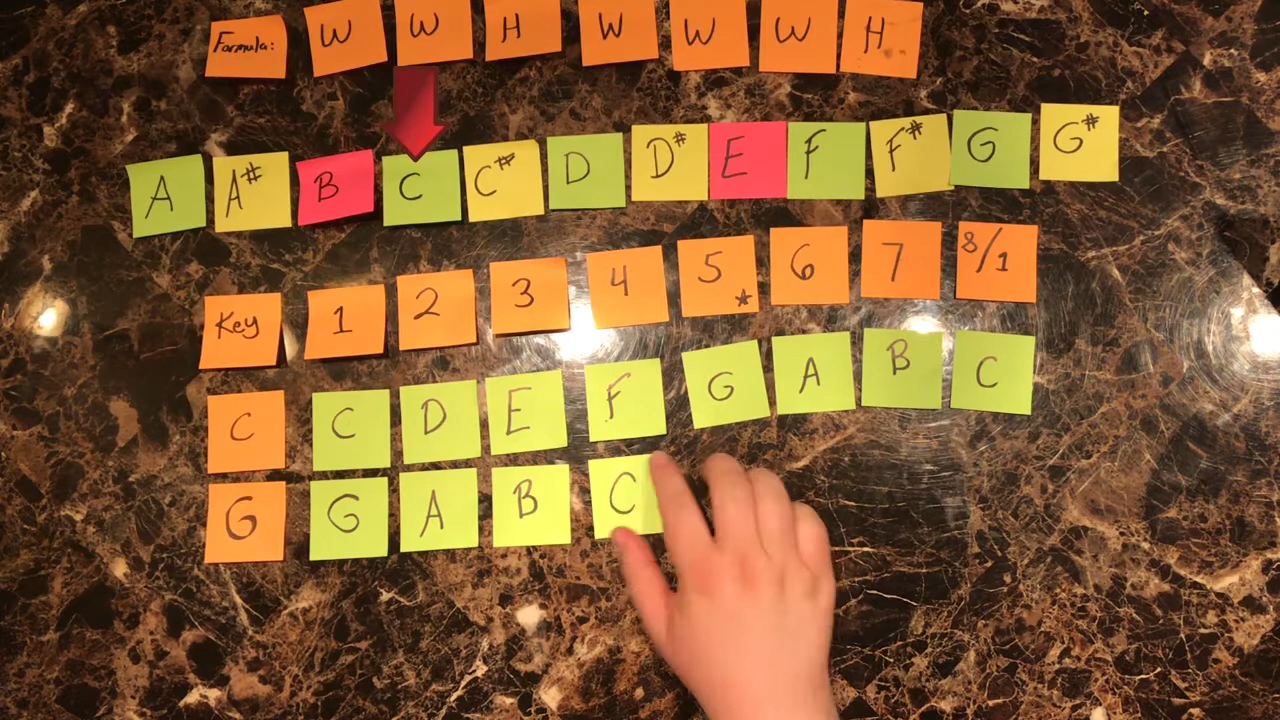 Formula: W W H W W W H
A A# B C C# D D# E F F# G G#
Key 1 2 3 4 5★ 6 7 8/1
C C D E F G A B C
G G A B C